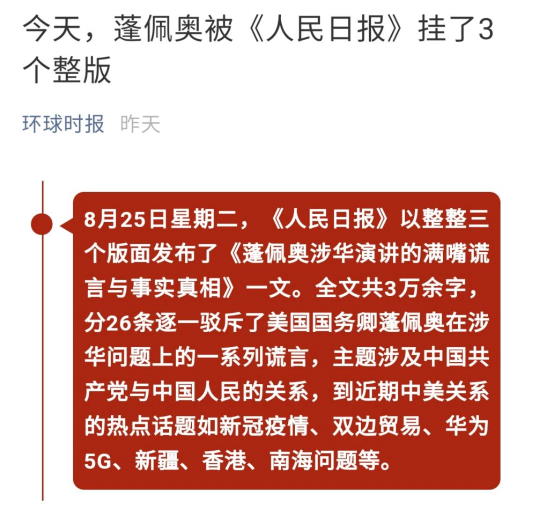 今天，蓬佩奥被《人民日报》挂了3
个整版
环球时报 昨天
8月25日星期二，《人民日报》以整整三
个版面发布了《蓬佩奥涉华演讲的满嘴谎
言与事实真相》一文。全文共3万余字，
分26条逐一驳斥了美国国务卿蓬佩奥在涉
华问题上的一系列谎言，主题涉及中国共
产党与中国人民的关系，到近期中美关系
的热点话题如新冠疫情、双边贸易、华为
5G、新疆、香港、南海问题等。